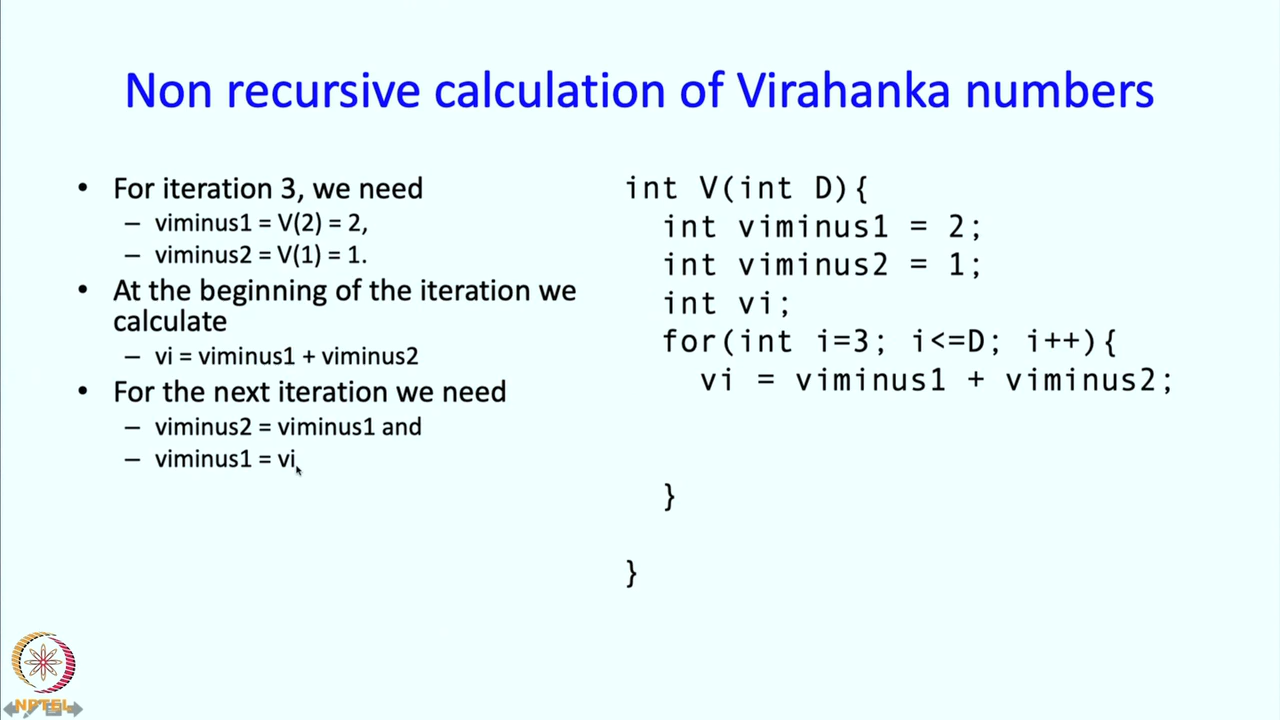 Non recursive calculation of Virahanka numbers
• For iteration 3, we need
– viminus1 = V(2) = 2,
– viminus2 = V(1) = 1.
• At the beginning of the iteration we
calculate
– vi = viminus1 + viminus2
• For the next iteration we need
– viminus2 = viminus1 and
– viminus1 = vi
int V(int D){
int viminus1 = 2;
int viminus2 = 1;
int vi;
for(int i=3; i<=D; i++){
vi = viminus1 + viminus2;
}
}
NPTEL